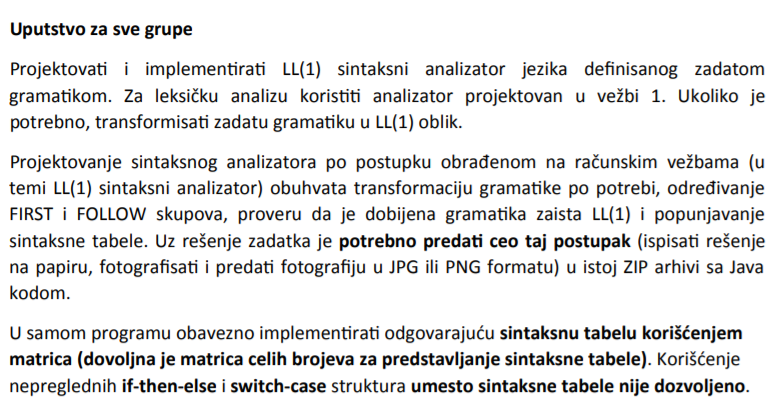 Uputstvo za sve grupe
Projektovati i implementirati LL(1) sintaksni analizator jezika definisanog zadatom
gramatikom. Za leksičku analizu koristiti analizator projektovan u vežbi 1. Ukoliko je
potrebno, transformisati zadatu gramatiku u LL(1) oblik.
Projektovanje sintaksnog analizatora po postupku obrađenom na računskim vežbama (u
temi LL(1) sintaksni analizator) obuhvata transformaciju gramatike po potrebi, određivanje
FIRST i FOLLOW skupova, proveru da je dobijena gramatika zaista LL(1) i popunjavanje
sintaksne tabele. Uz rešenje zadatka je potrebno predati ceo taj postupak (ispisati rešenje
na papiru, fotografisati i predati fotografiju u JPG ili PNG formatu) u istoj ZIP arhivi sa Java
kodom.
U samom programu obavezno implementirati odgovarajuću sintaksnu tabelu korišćenjem
matrica (dovoljna je matrica celih brojeva za predstavljanje sintaksne tabele). Korišćenje
nepreglednih if-then-else i switch-case struktura umesto sintaksne tabele nije dozvoljeno.